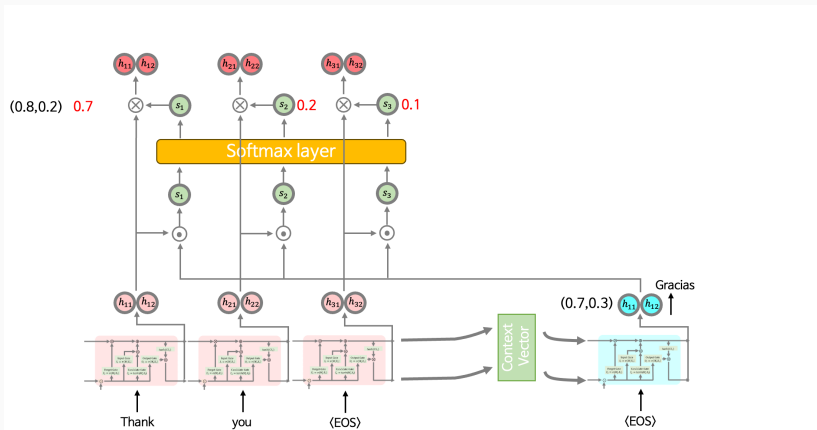 h₁₁ h₁₂ h₂₁ h₂₂ h₃₁ h₃₂
(0.8,0.2) 0.7 s₁ s₂ 0.2 s₃ 0.1
Softmax layer
s₁ s₂ s₃
h₁₁ h₁₂ h₂₁ h₂₂ h₃₁ h₃₂ (0.7,0.3) h₁₁ h₁₂ Gracias
Context
Vector
Thank you ⟨EOS⟩ ⟨EOS⟩